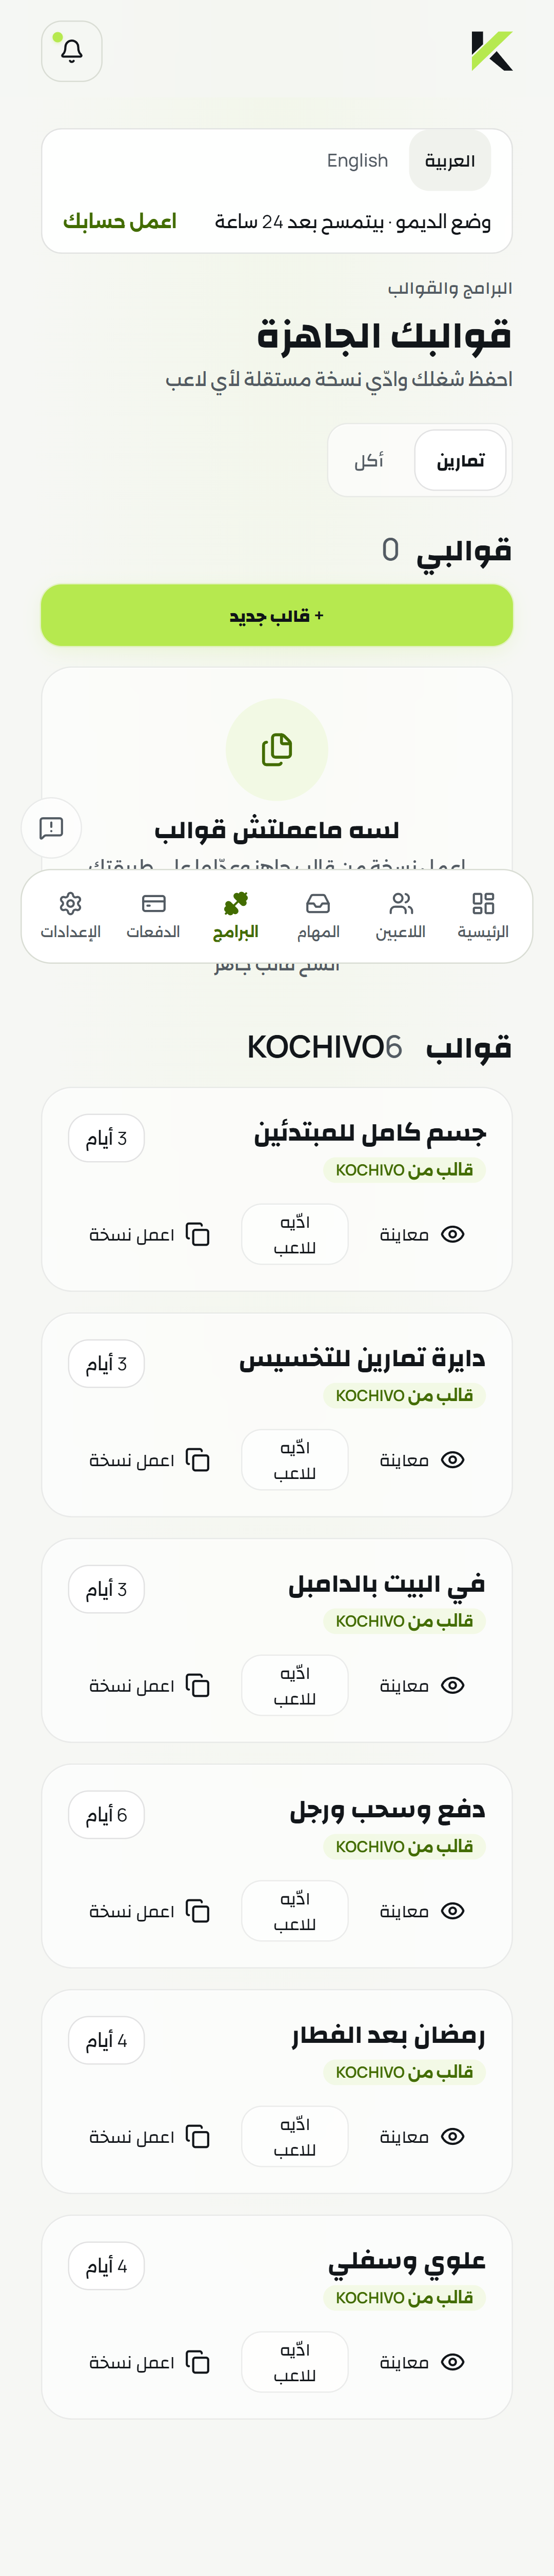 العربية English
وضع الديمو · بيتمسح بعد 24 ساعة اعمل حسابك
البرامج والقوالب
قوالبك الجاهزة
احفظ شغلك وادّي نسخة مستقلة لأي لاعب
تمارين أكل
قوالبي 0
+ قالب جديد
لسه ماعملتش قوالب
الرئيسية اللاعبين المهام البرامج الدفعات الإعدادات
قوالب KOCHIVO6
جسم كامل للمبتدئين 3 أيام
قالب من KOCHIVO
معاينة ادّيه للاعب اعمل نسخة
دايرة تمارين للتخسيس 3 أيام
قالب من KOCHIVO
معاينة ادّيه للاعب اعمل نسخة
في البيت بالدامبل 3 أيام
قالب من KOCHIVO
معاينة ادّيه للاعب اعمل نسخة
دفع وسحب ورجل 6 أيام
قالب من KOCHIVO
معاينة ادّيه للاعب اعمل نسخة
رمضان بعد الفطار 4 أيام
قالب من KOCHIVO
معاينة ادّيه للاعب اعمل نسخة
علوي وسفلي 4 أيام
قالب من KOCHIVO
معاينة ادّيه للاعب اعمل نسخة